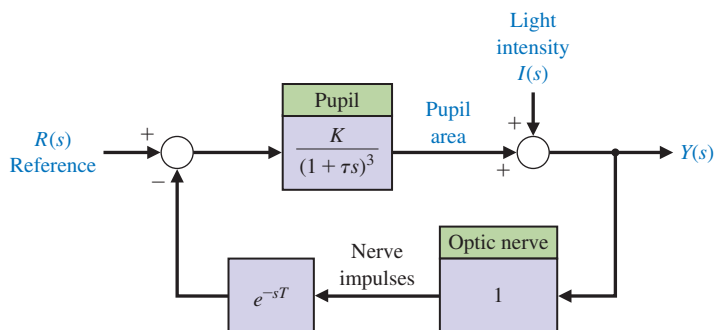 Light
intensity
I(s)
Pupil
Pupil
area
R(s)
Reference
+
−
K
(1 + τs)³
+
+
Y(s)
Optic nerve
Nerve
impulses
e⁻ˢᵀ
1